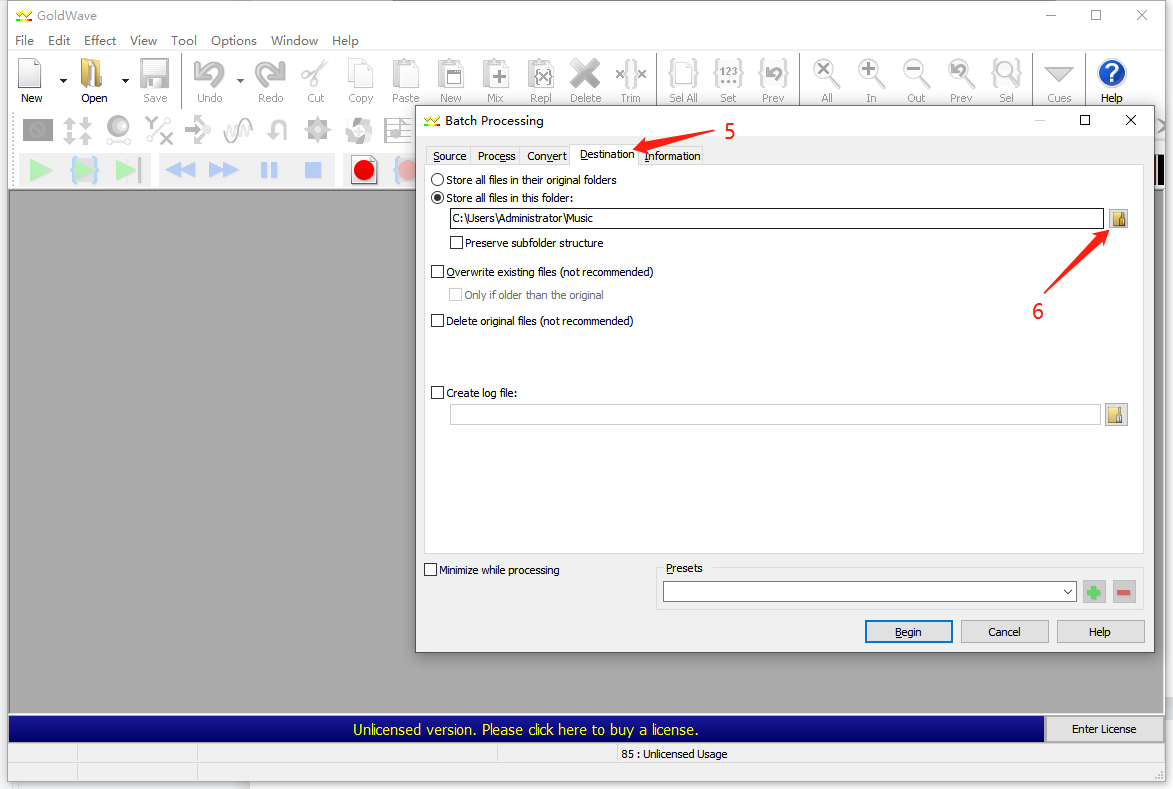 GoldWave
File Edit Effect View Tool Options Window Help
New Open Save Undo Redo Cut Copy Paste New Mix Repl Delete Trim Sel All Set Prev All In Out Prev Sel Cues Help
Batch Processing
5
Source Process Convert Destination Information
Store all files in their original folders
Store all files in this folder:
C:\Users\Administrator\Music
Preserve subfolder structure
Overwrite existing files (not recommended)
Only if older than the original
6
Delete original files (not recommended)
Create log file:
Minimize while processing
Presets
Begin Cancel Help
Unlicensed version. Please click here to buy a license.
Enter License
85 : Unlicensed Usage